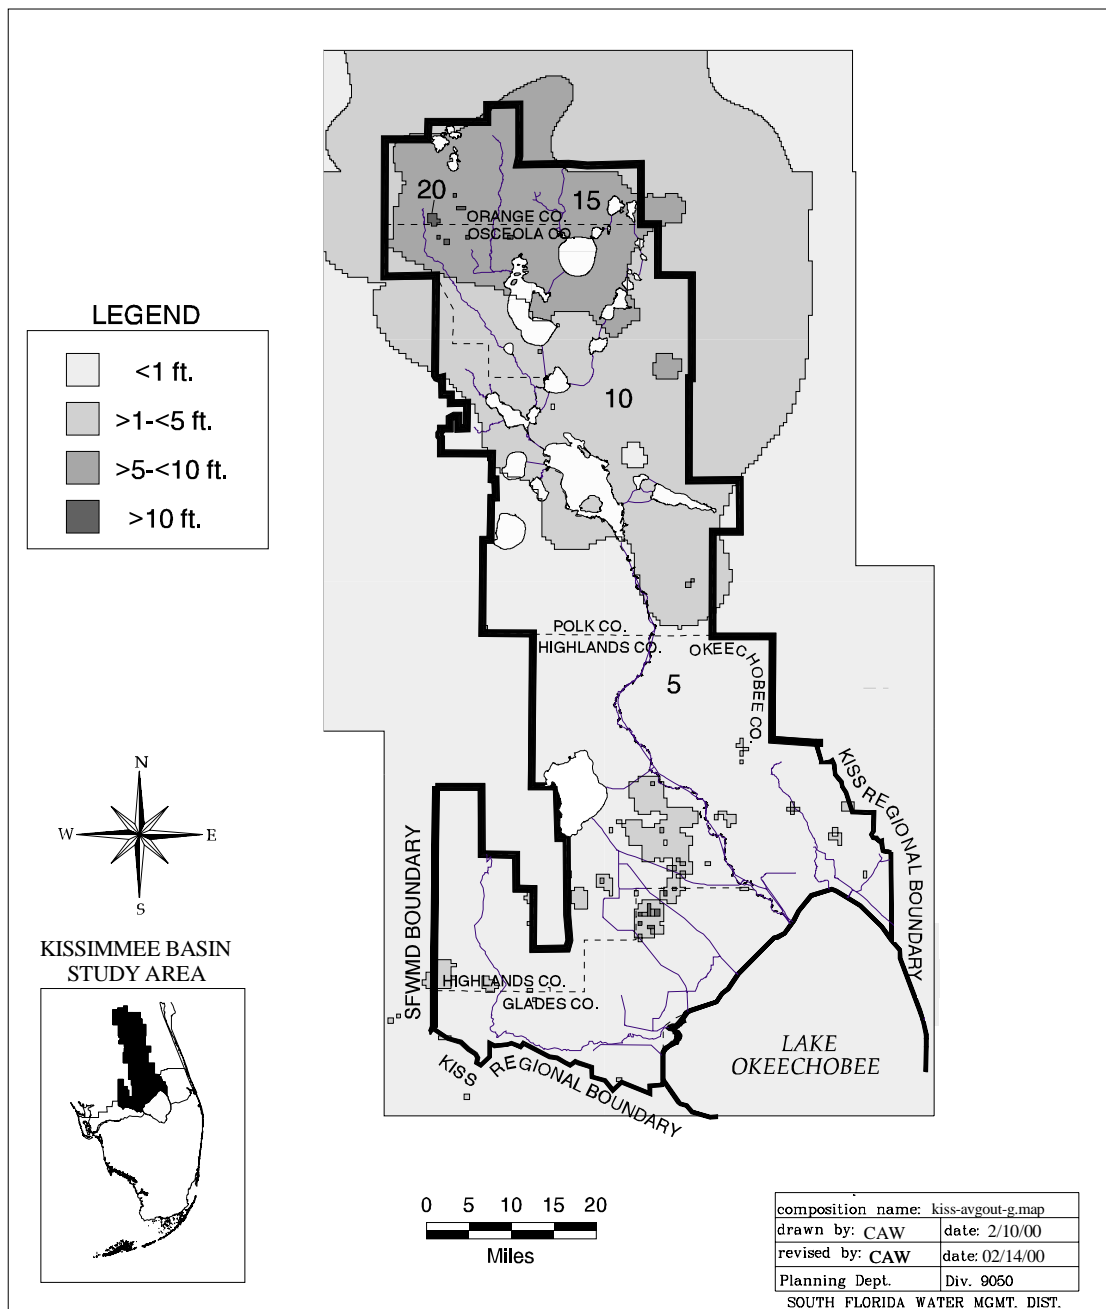 20
15
ORANGE CO.
OSCEOLA CO.
LEGEND
<1 ft.
>1-<5 ft.
>5-<10 ft.
>10 ft.
10
POLK CO.
HIGHLANDS CO.
OKEECHOBEE CO.
5
N
W
E
S
KISS REGIONAL BOUNDARY
SFWMD BOUNDARY
KISSIMMEE BASIN
STUDY AREA
HIGHLANDS CO.
GLADES CO.
KISS REGIONAL BOUNDARY
LAKE
OKEECHOBEE
0 5 10 15 20
Miles
composition name: kiss-avgout-g.map
drawn by: CAW date: 2/10/00
revised by: CAW date: 02/14/00
Planning Dept. Div. 9050
SOUTH FLORIDA WATER MGMT. DIST.